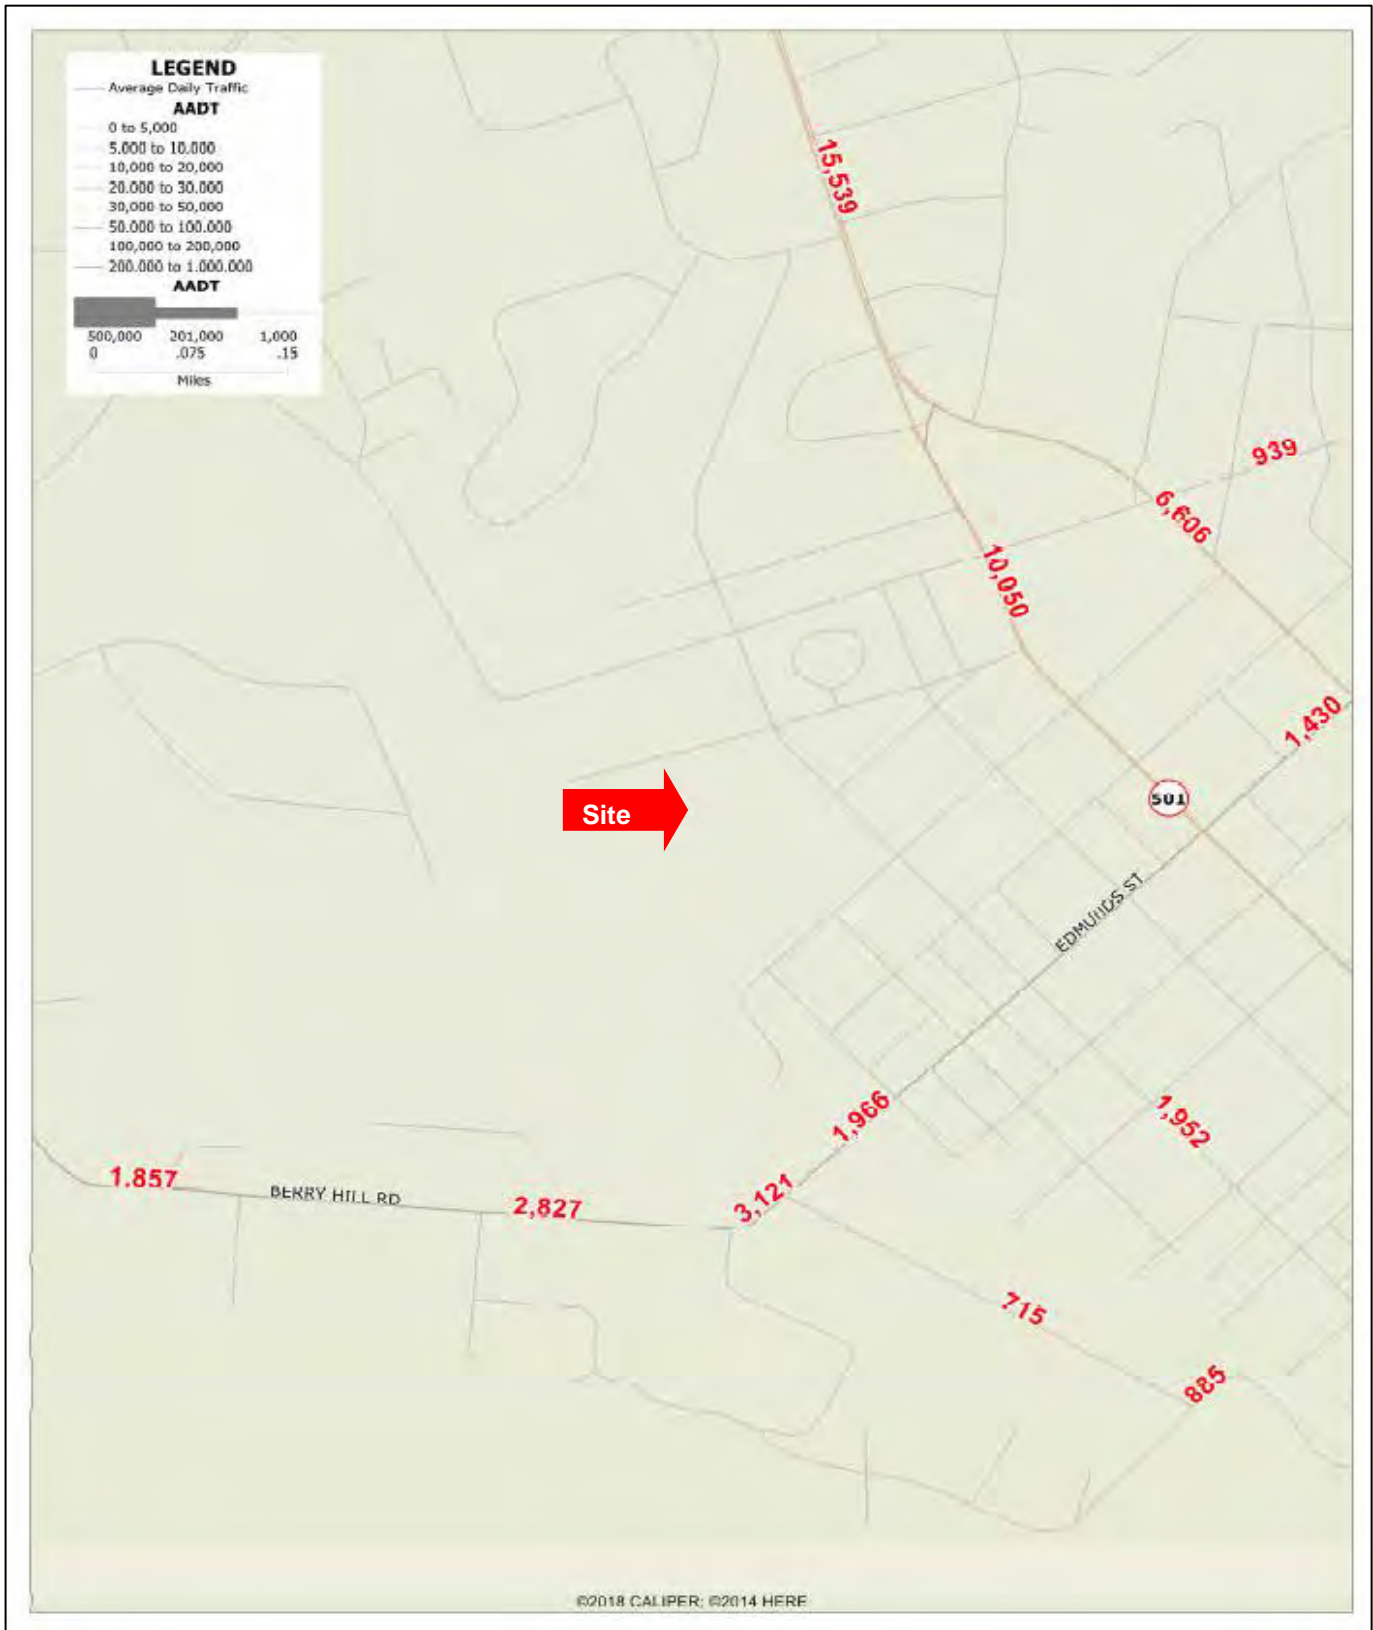 LEGEND
Average Daily Traffic
AADT
0 to 5,000
5.000 to 10.000
10,000 to 20,000
20.000 to 30.000
30,000 to 50,000
50.000 to 100.000
100,000 to 200,000
200.000 to 1.000.000
AADT
500,000 201,000 1,000
0 .075 .15
Miles
15,539
939
6,606
10,050
1,430
501
Site
EDMUNDS ST
1,966
1,952
1.857
BERRY HILL RD
2,827
3,121
715
885
©2018 CALIPER; ©2014 HERE